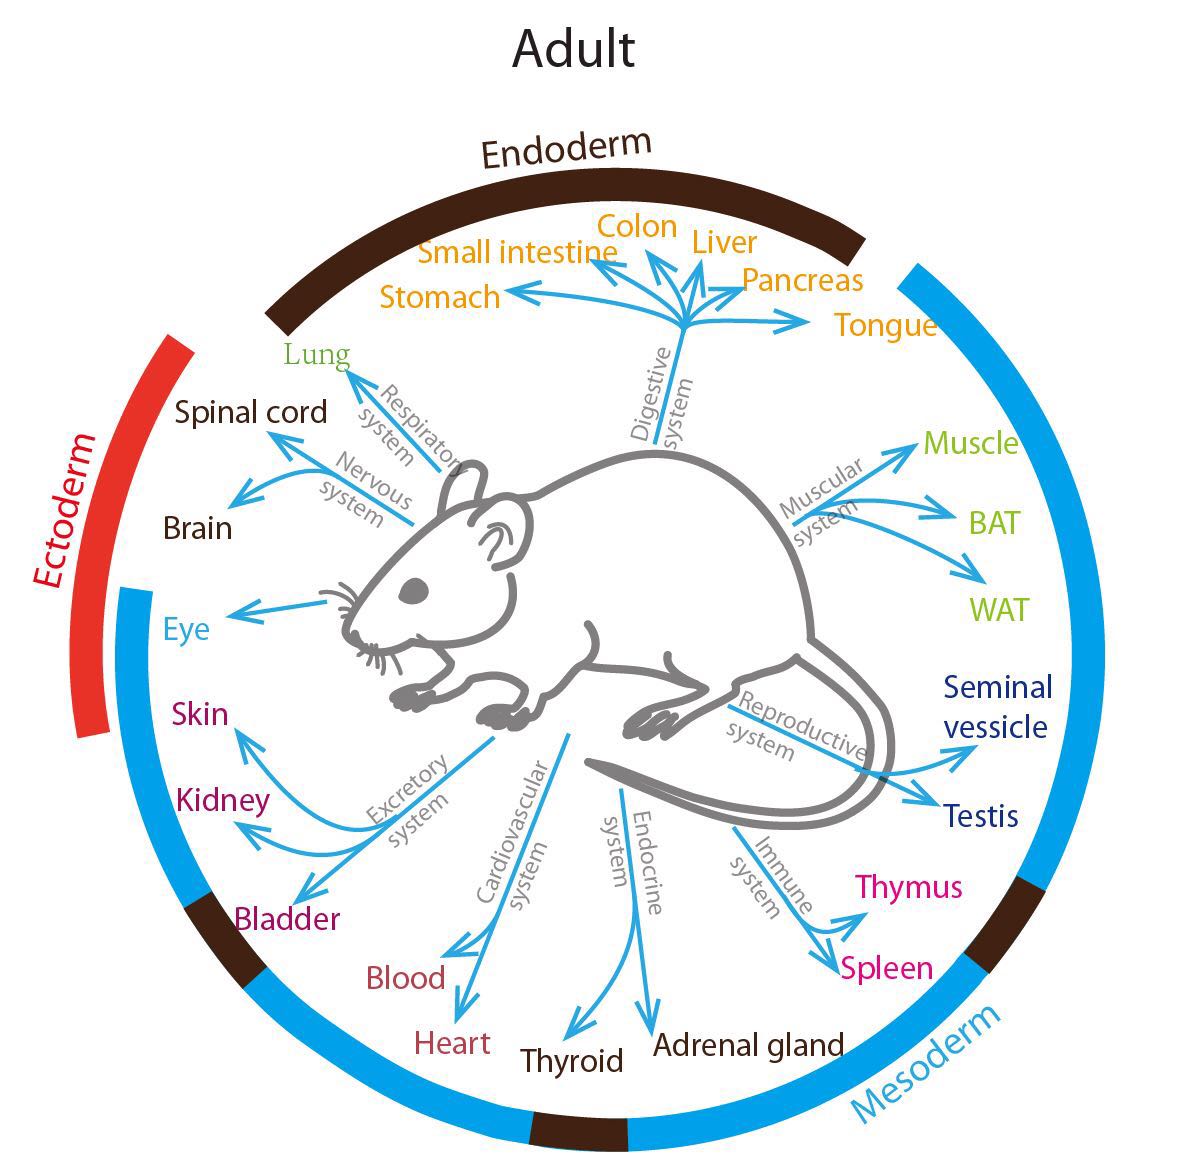 Adult
Endoderm
Colon
Liver
Small intestine
Pancreas
Stomach
Tongue
Digestive
system
Lung
Respiratory
system
Spinal cord
Nervous
system
Brain
Ectoderm
Eye
Muscle
Muscular
system
BAT
WAT
Seminal
vessicle
Reproductive
system
Testis
Skin
Kidney
Excretory
system
Bladder
Cardiovascular
system
Blood
Heart
Endocrine
system
Thyroid
Adrenal gland
Immune
system
Thymus
Spleen
Mesoderm